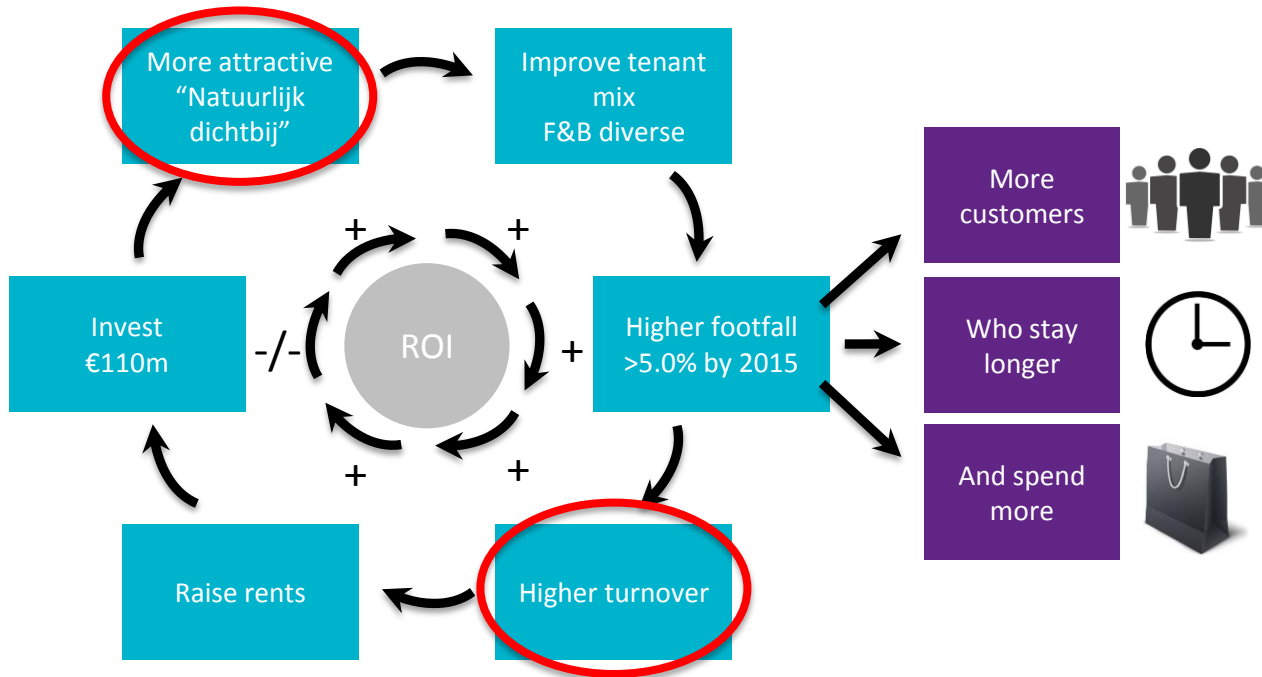 More attractive
“Natuurlijk
dichtbij”
Improve tenant
mix
F&B diverse
More
customers
+
+
Invest
€110m
-/-
ROI
+
Higher footfall
>5.0% by 2015
Who stay
longer
+
+
And spend
more
Raise rents
Higher turnover